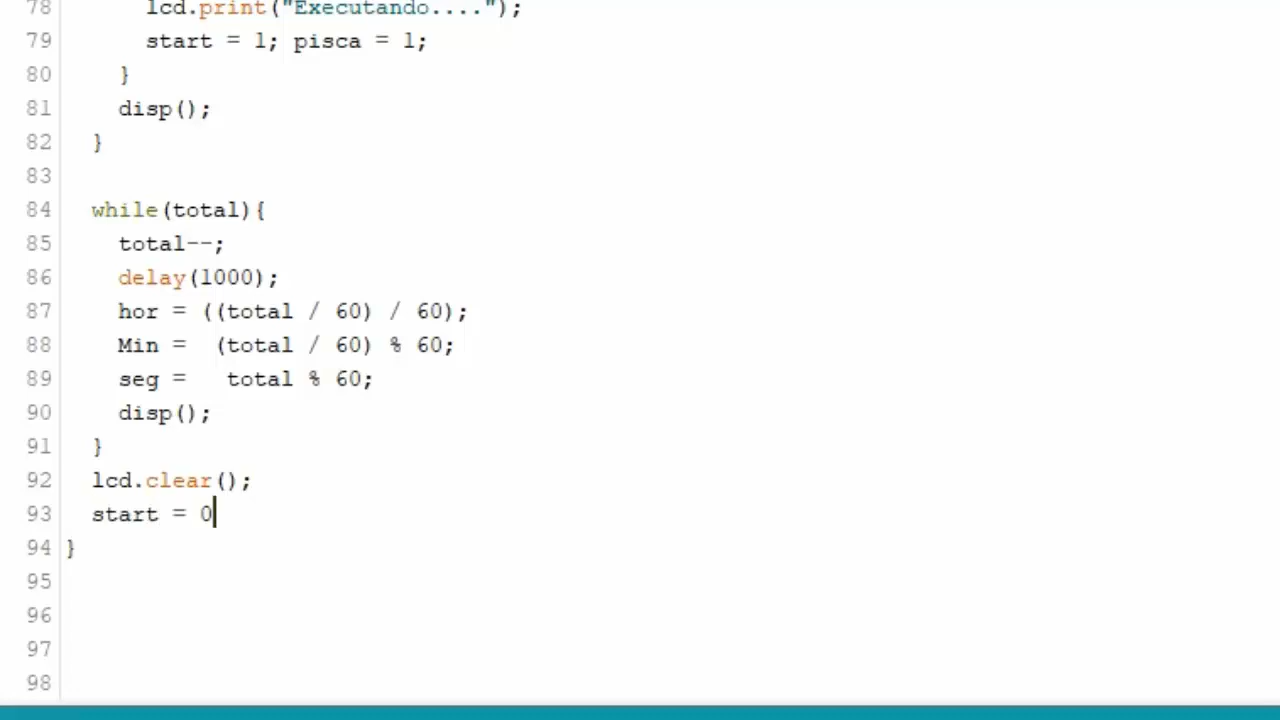 78 lcd.print("Executando....");
79 start = 1; pisca = 1;
80 }
81 disp();
82 }
83
84 while(total){
85 total--;
86 delay(1000);
87 hor = ((total / 60) / 60);
88 Min =  (total / 60) % 60;
89 seg =   total % 60;
90 disp();
91 }
92 lcd.clear();
93 start = 0
94 }
95
96
97
98